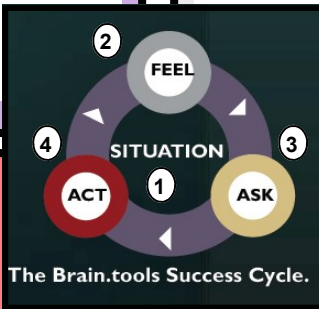 2
FEEL
4
3
SITUATION
1
ACT
ASK
The Brain.tools Success Cycle.